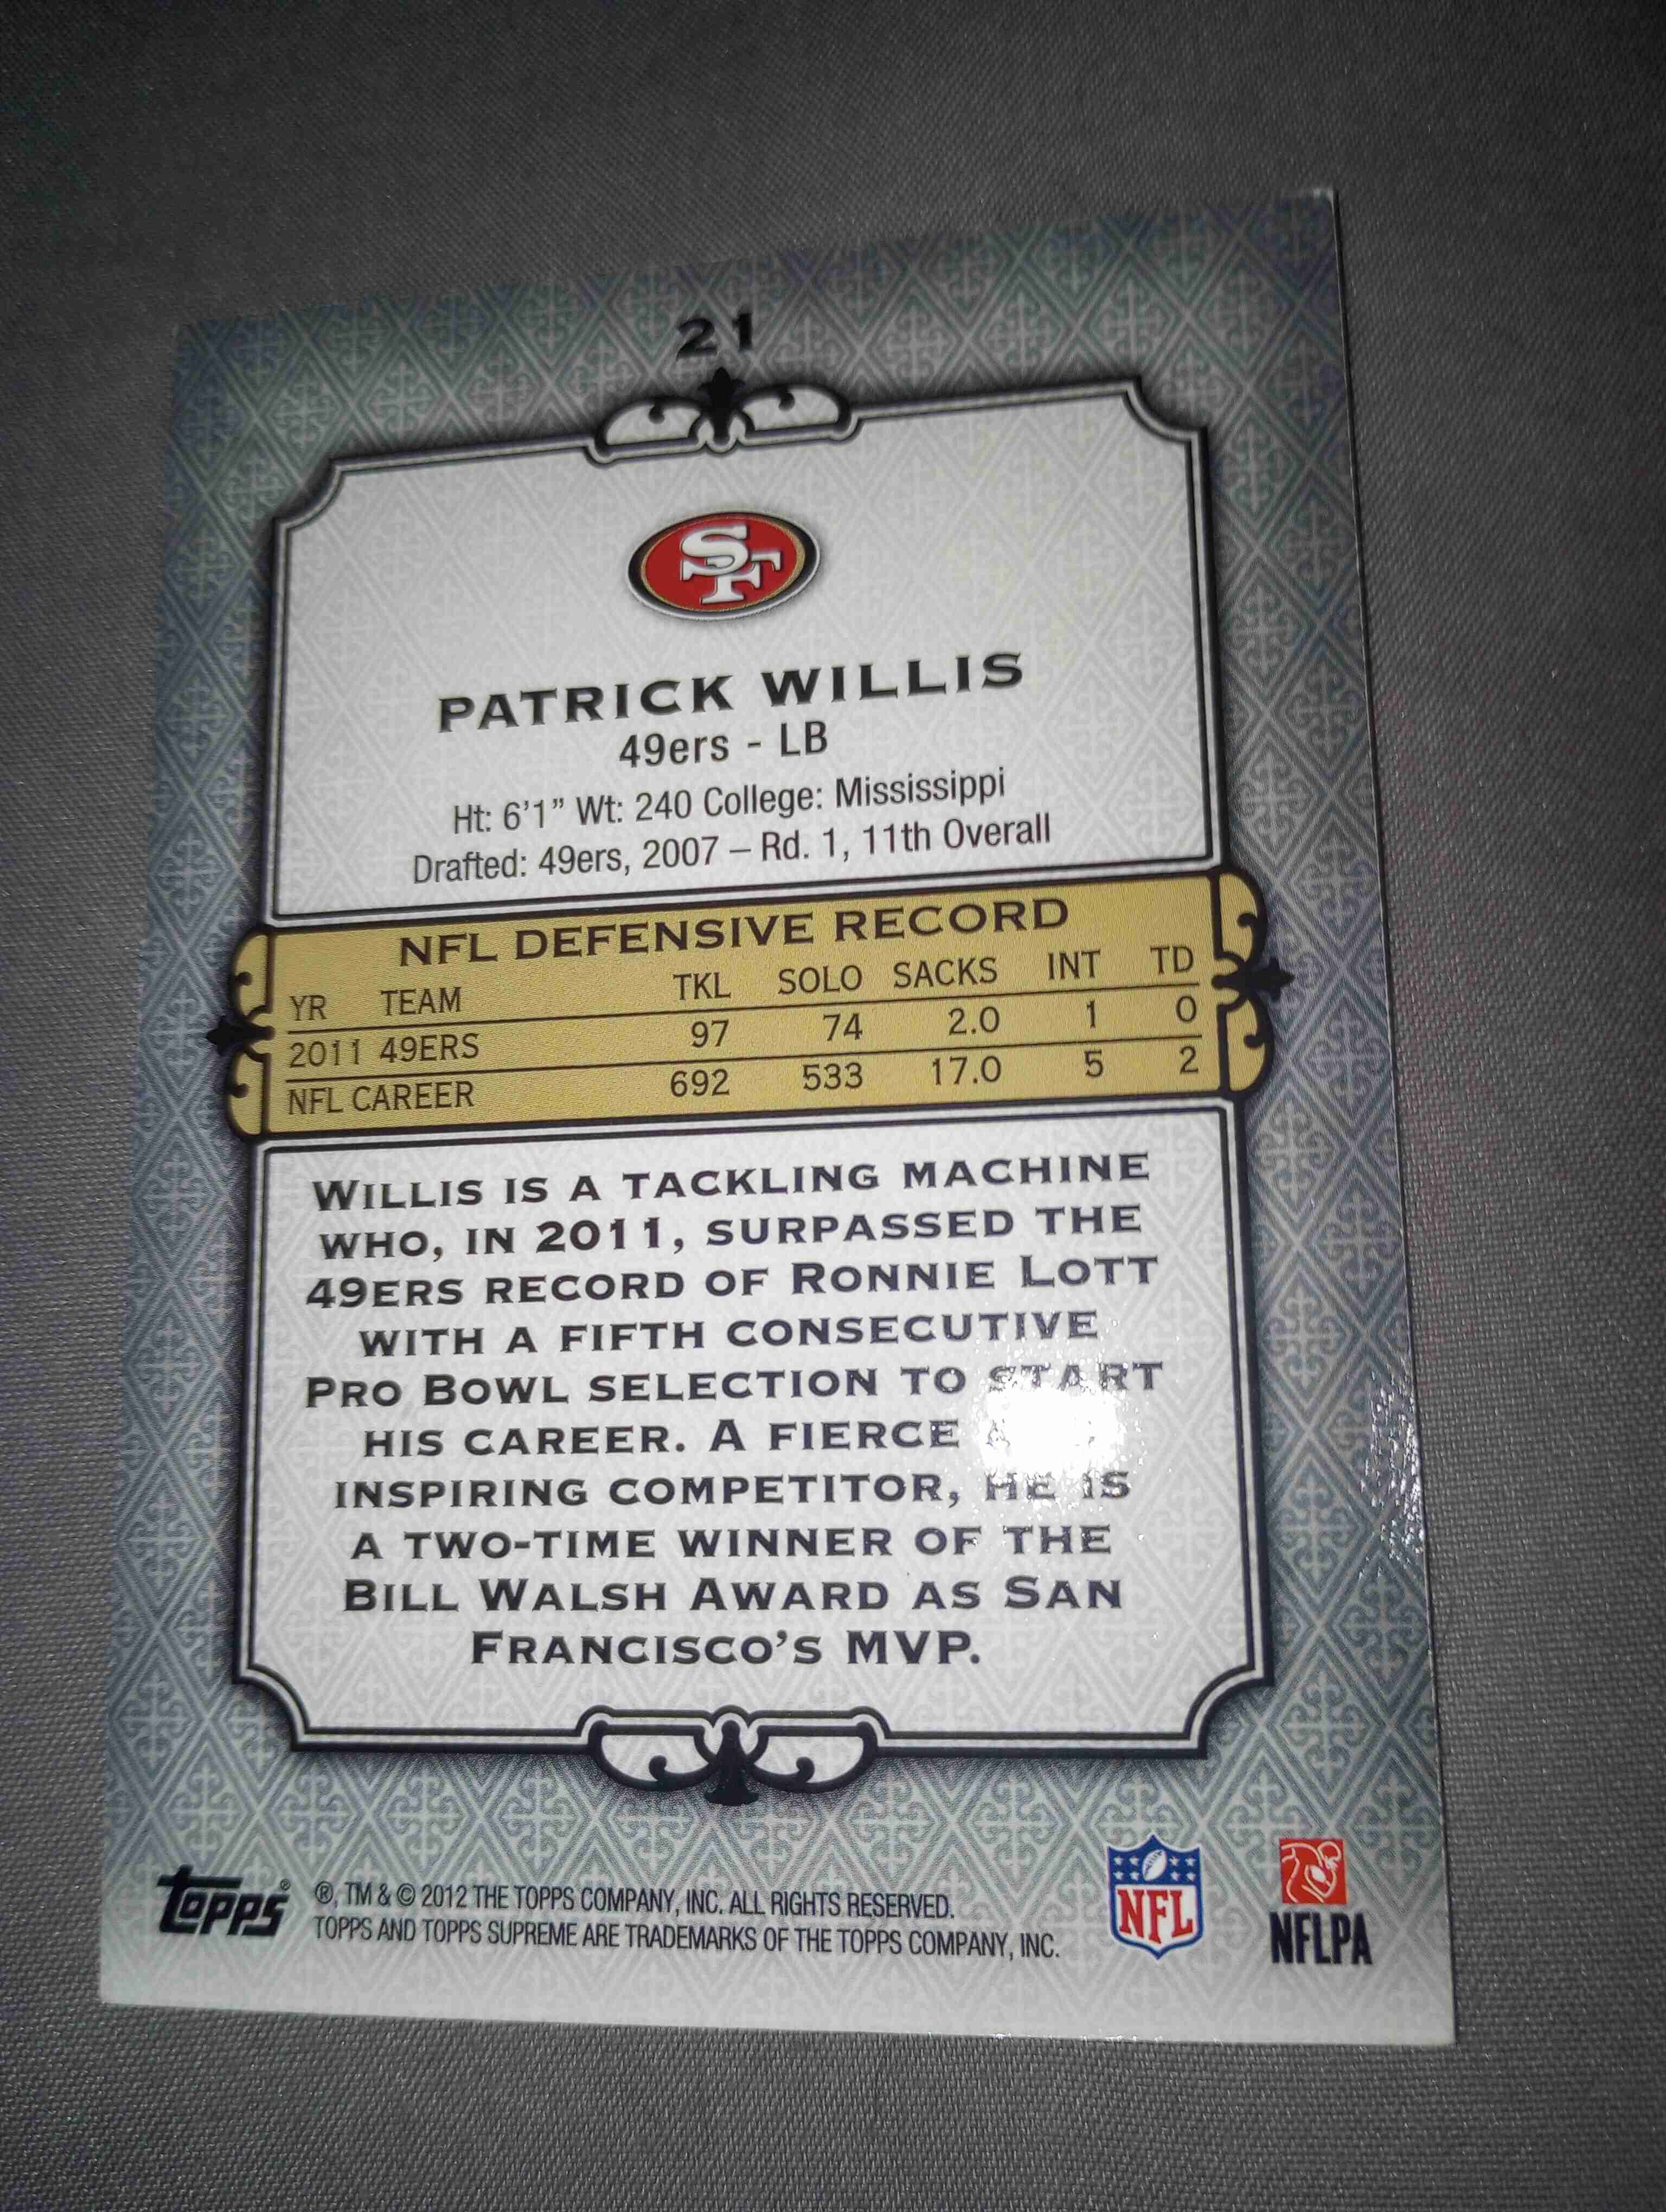 21
SF
PATRICK WILLIS
49ers - LB
Ht: 6'1" Wt: 240 College: Mississippi
Drafted: 49ers, 2007 – Rd. 1, 11th Overall
NFL DEFENSIVE RECORD
YR TEAM TKL SOLO SACKS INT TD
2011 49ERS 97 74 2.0 1 0
NFL CAREER 692 533 17.0 5 2
WILLIS IS A TACKLING MACHINE
WHO, IN 2011, SURPASSED THE
49ERS RECORD OF RONNIE LOTT
WITH A FIFTH CONSECUTIVE
PRO BOWL SELECTION TO START
HIS CAREER. A FIERCE
INSPIRING COMPETITOR, HE IS
A TWO-TIME WINNER OF THE
BILL WALSH AWARD AS SAN
FRANCISCO'S MVP.
topps®
®, TM & © 2012 THE TOPPS COMPANY, INC. ALL RIGHTS RESERVED.
TOPPS AND TOPPS SUPREME ARE TRADEMARKS OF THE TOPPS COMPANY, INC.
NFL
NFLPA